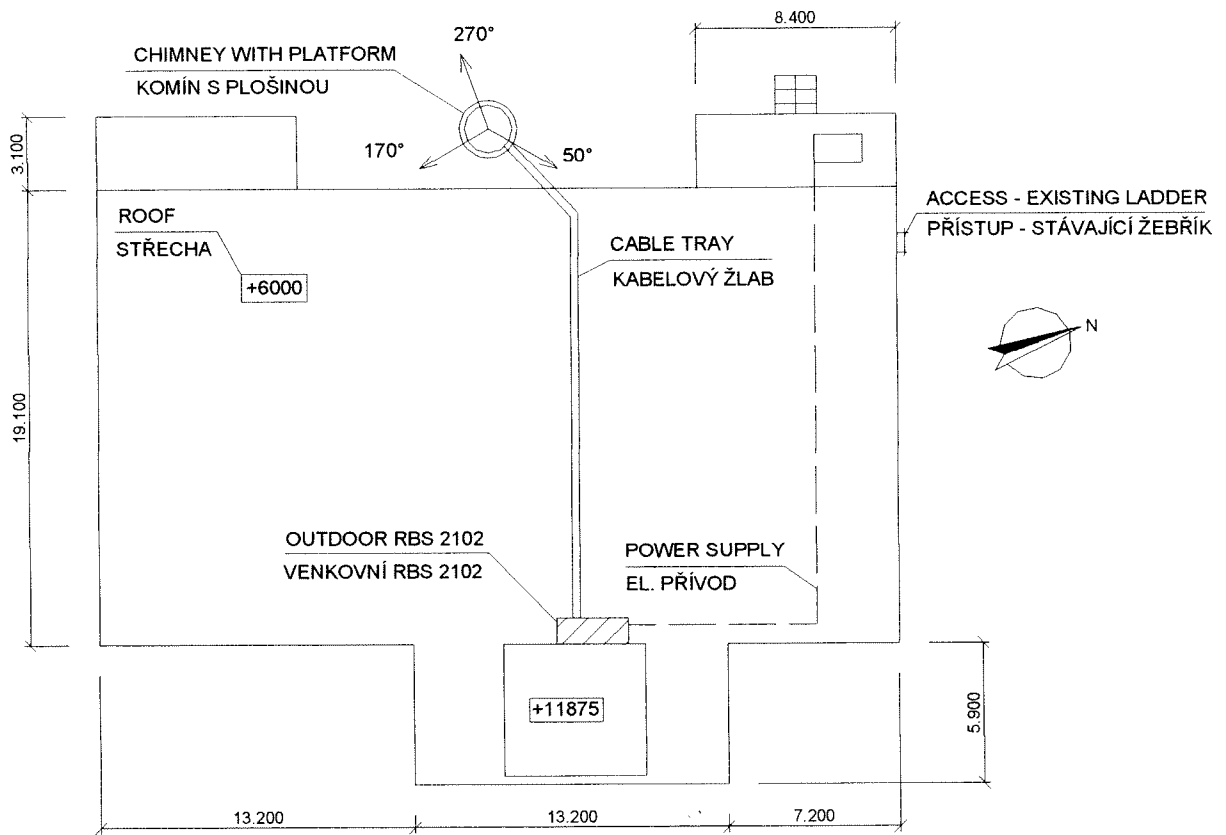 8.400
270°
CHIMNEY WITH PLATFORM
KOMÍN S PLOŠINOU
3.100
170°
50°
ACCESS - EXISTING LADDER
PŘÍSTUP - STÁVAJÍCÍ ŽEBŘÍK
ROOF
STŘECHA
CABLE TRAY
KABELOVÝ ŽLAB
+6000
N
19.100
OUTDOOR RBS 2102
VENKOVNÍ RBS 2102
POWER SUPPLY
EL. PŘÍVOD
+11875
5.900
13.200
13.200
7.200